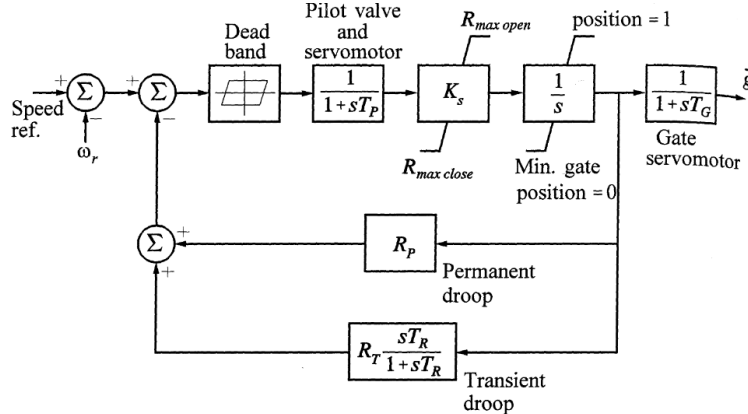 Dead
band
Pilot valve
and
servomotor
R_max open
position = 1
Speed
ref.
+
Σ
−
ω_r
+
Σ
−
1
1+sT_P
K_s
1
s
1
1+sT_G
g
R_max close
Min. gate
position = 0
Gate
servomotor
Σ
+
+
R_P
Permanent
droop
R_T sT_R
1+sT_R
Transient
droop